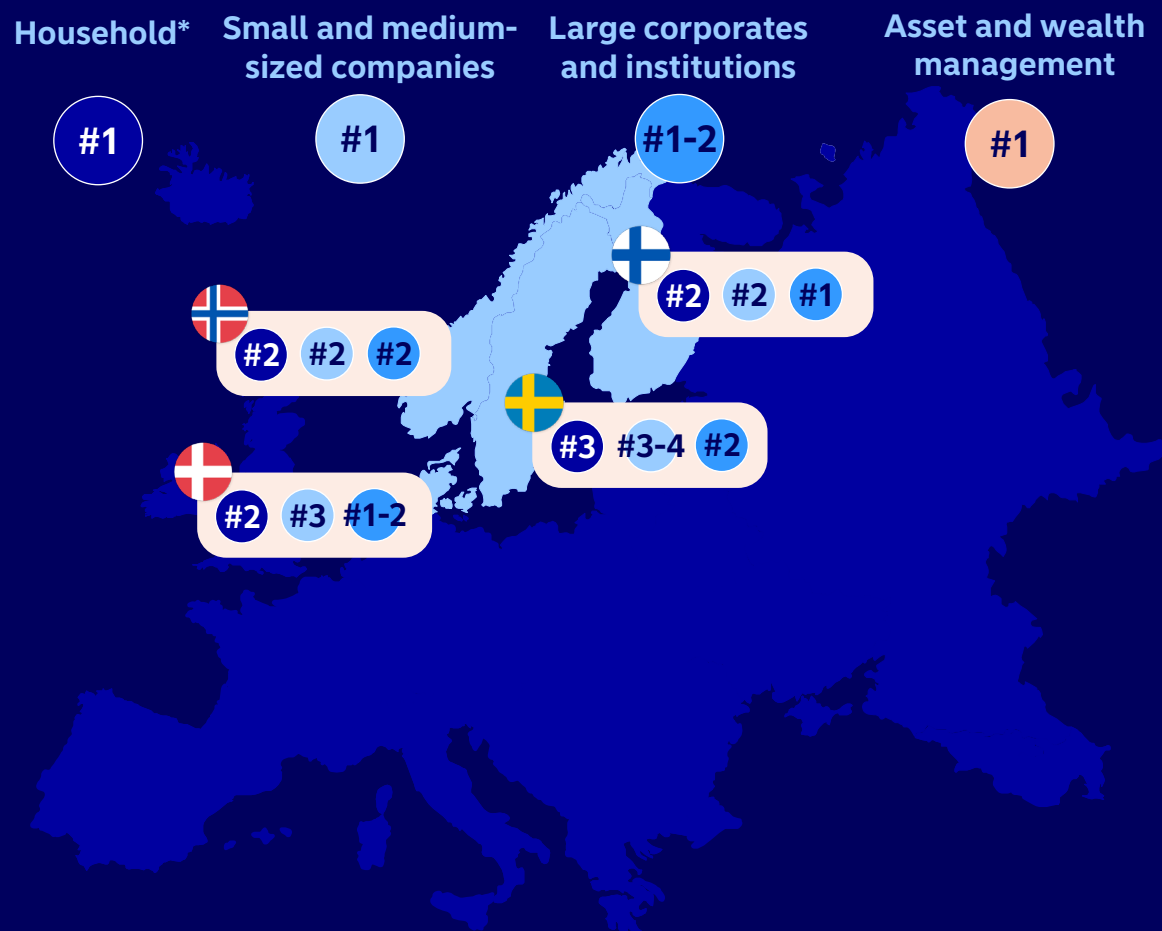 Household*
#1
Small and medium-
sized companies
#1
Large corporates
and institutions
#1-2
Asset and wealth
management
#1
#2 #2 #1
#2 #2 #2
#3 #3-4 #2
#2 #3 #1-2